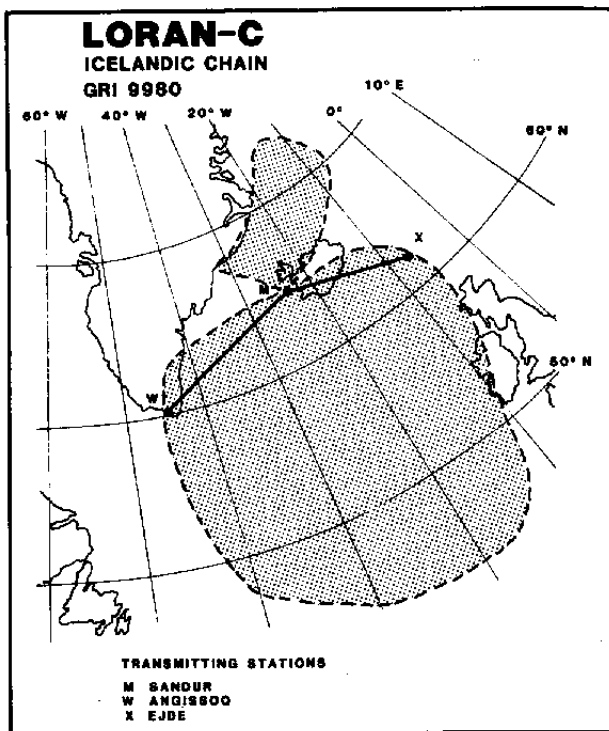 LORAN-C
ICELANDIC CHAIN
GRI 9980
60° W 40° W 20° W 0° 10° E 60° N
X
M
50° N
W
TRANSMITTING STATIONS
M SANDUR
W ANGISSOQ
X EJDE